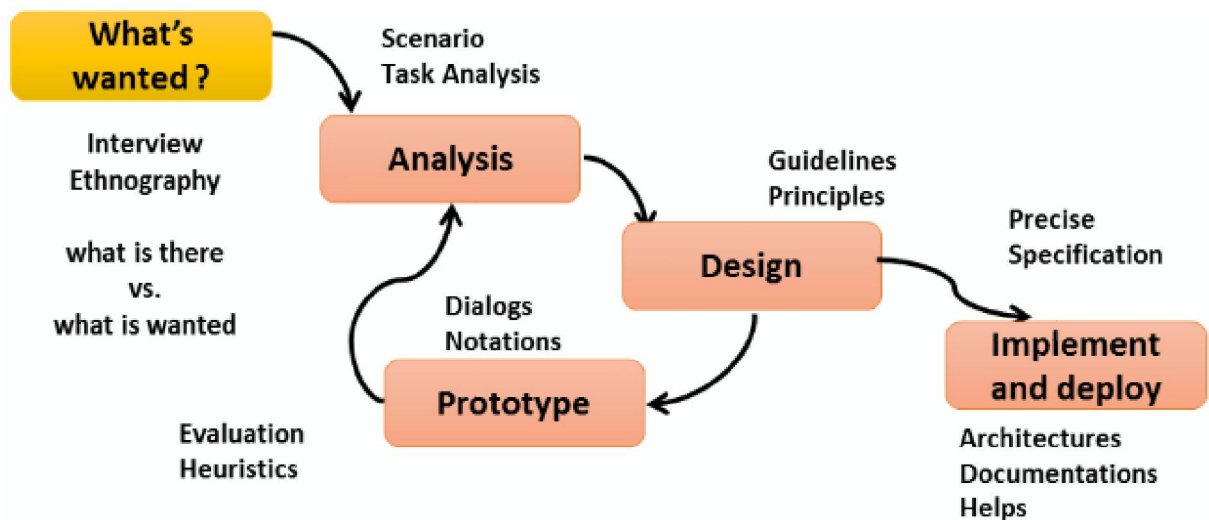 What's
wanted ?
Scenario
Task Analysis
Interview
Ethnography
Analysis
Guidelines
Principles
what is there
vs.
what is wanted
Design
Precise
Specification
Dialogs
Notations
Implement
and deploy
Prototype
Evaluation
Heuristics
Architectures
Documentations
Helps